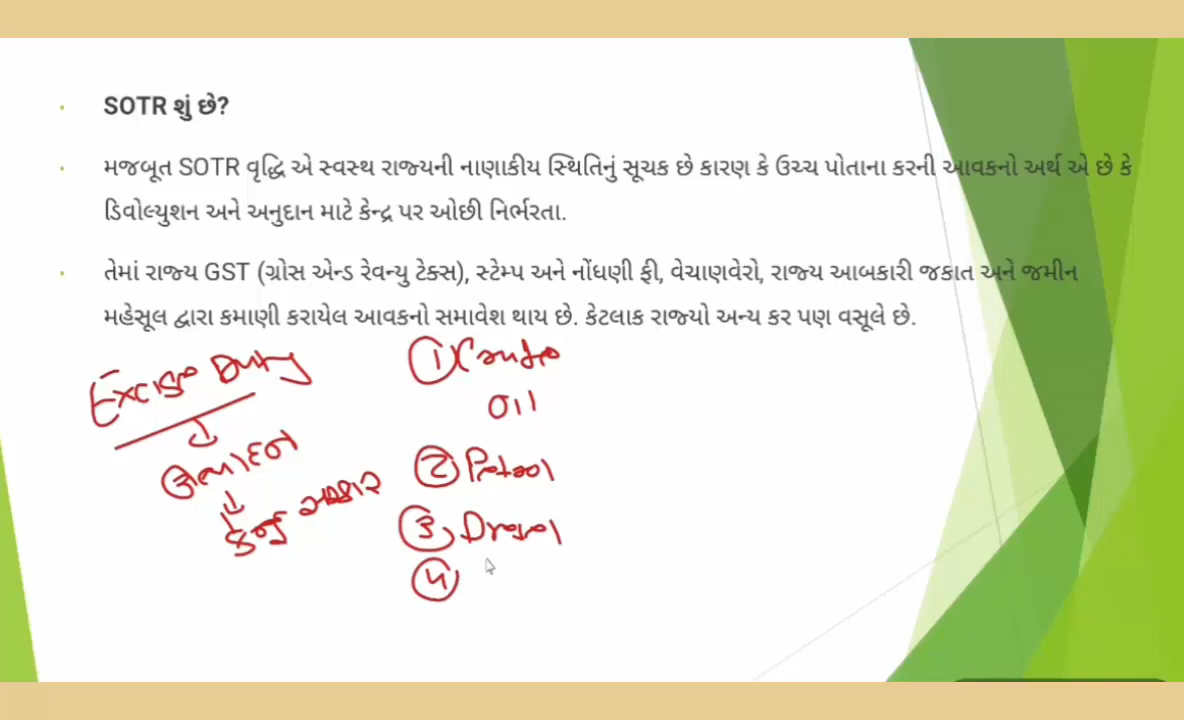 SOTR શું છે?
મજબૂત SOTR વૃદ્ધિ એ સ્વસ્થ રાજ્યની નાણાકીય સ્થિતિનું સૂચક છે કારણ કે ઉચ્ચ પોતાના કરની આવકનો અર્થ એ છે કે
ડિવોલ્યુશન અને અનુદાન માટે કેન્દ્ર પર ઓછી નિર્ભરતા.
તેમાં રાજ્ય GST (ગ્રોસ એન્ડ રેવન્યુ ટેક્સ), સ્ટેમ્પ અને નોંધણી ફી, વેચાણવેરો, રાજ્ય આબકારી જકાત અને જમીન
મહેસૂલ દ્વારા કમાણી કરાયેલ આવકનો સમાવેશ થાય છે. કેટલાક રાજ્યો અન્ય કર પણ વસૂલે છે.
Excise Duty
ઉત્પાદન
કેન્દ્ર સરકાર
① Crude
oil
② Petrol
③ Diesel
④